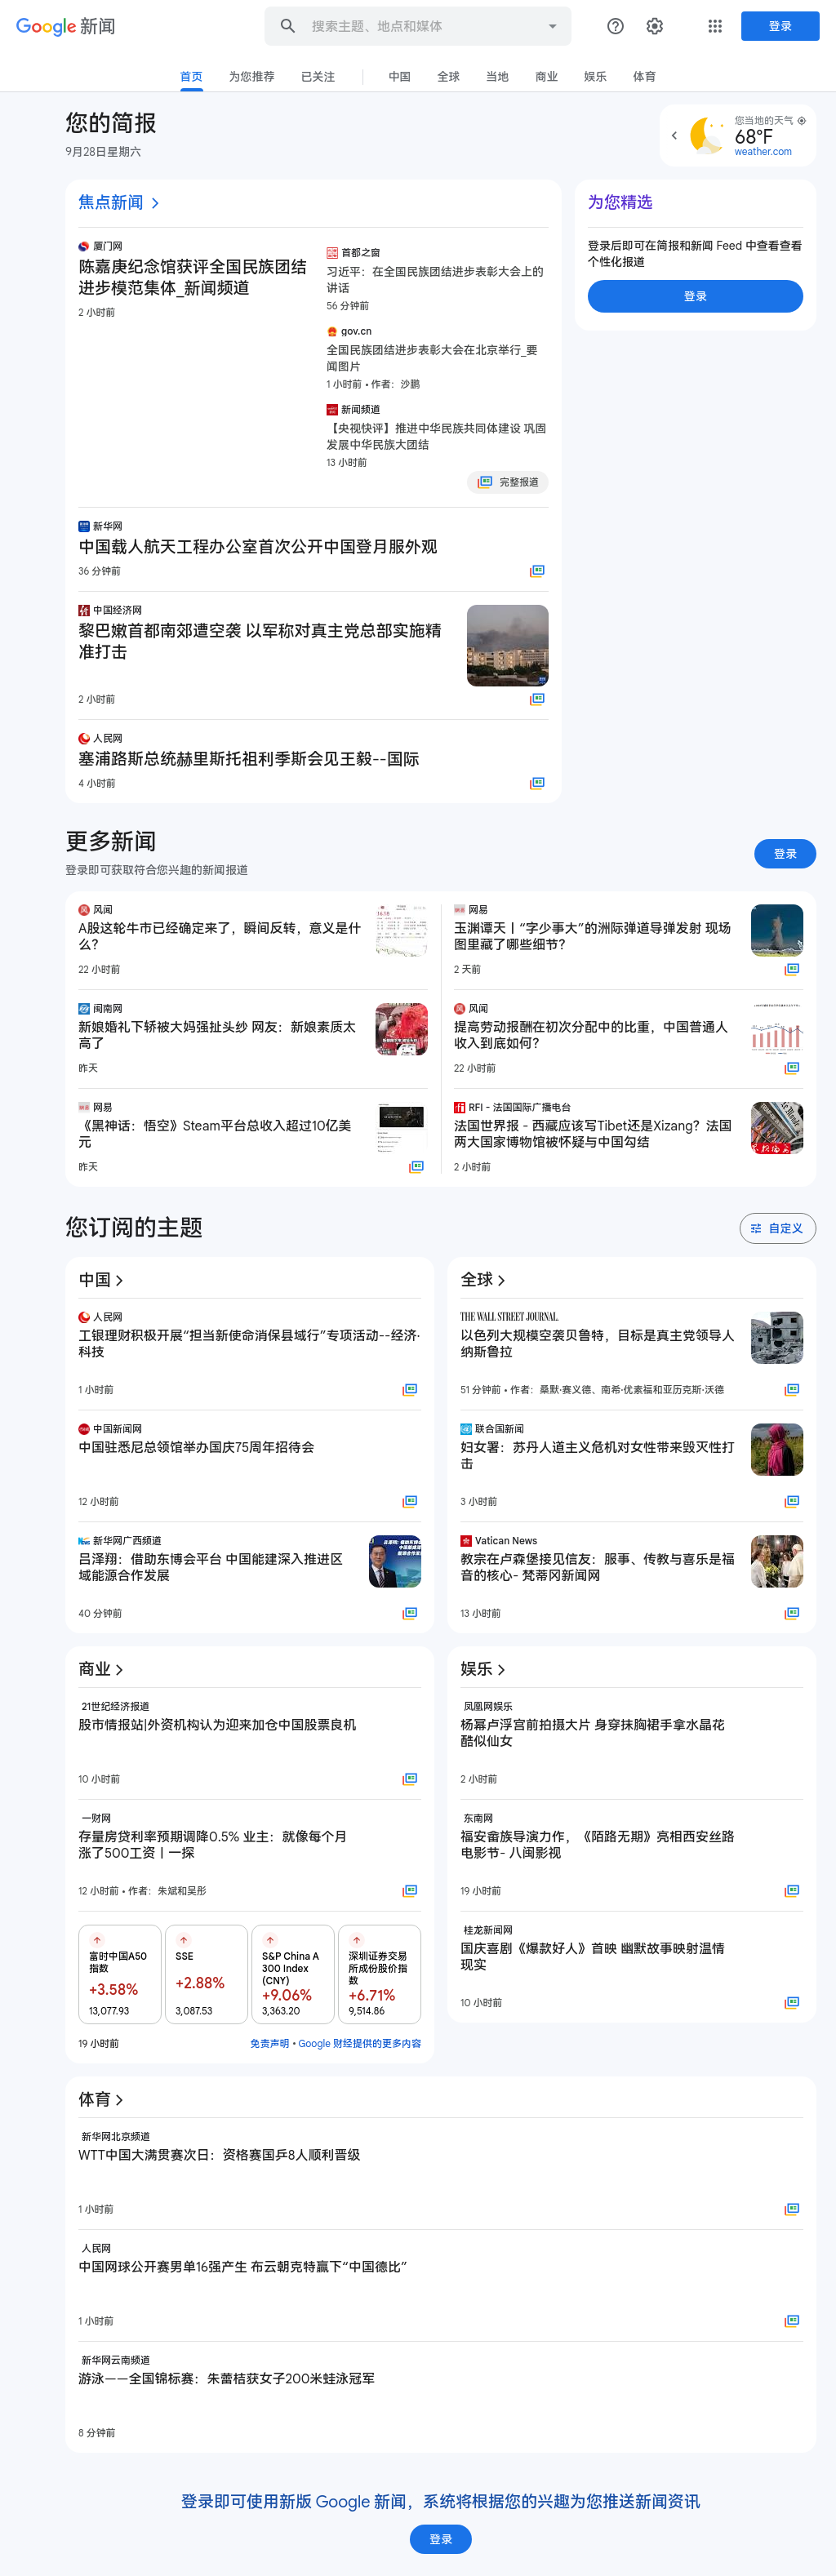 Google 新闻
搜索主题、地点和媒体
登录
首页
为您推荐
已关注
中国
全球
当地
商业
娱乐
体育
您的简报
9月28日星期六
您当地的天气
68°F
weather.com
焦点新闻
厦门网
陈嘉庚纪念馆获评全国民族团结
进步模范集体_新闻频道
2 小时前
首都之窗
习近平：在全国民族团结进步表彰大会上的
讲话
56 分钟前
gov.cn
全国民族团结进步表彰大会在北京举行_要
闻图片
1 小时前 • 作者：沙鹏
新闻频道
【央视快评】推进中华民族共同体建设 巩固
发展中华民族大团结
13 小时前
完整报道
新华网
中国载人航天工程办公室首次公开中国登月服外观
36 分钟前
中国经济网
黎巴嫩首都南郊遭空袭 以军称对真主党总部实施精
准打击
2 小时前
人民网
塞浦路斯总统赫里斯托祖利季斯会见王毅--国际
4 小时前
为您精选
登录后即可在简报和新闻 Feed 中查看查看
个性化报道
登录
更多新闻
登录即可获取符合您兴趣的新闻报道
登录
风闻
A股这轮牛市已经确定来了，瞬间反转，意义是什
么？
22 小时前
闽南网
新娘婚礼下轿被大妈强扯头纱 网友：新娘素质太
高了
昨天
网易
《黑神话：悟空》Steam平台总收入超过10亿美
元
昨天
网易
玉渊谭天丨“字少事大”的洲际弹道导弹发射 现场
图里藏了哪些细节？
2 天前
风闻
提高劳动报酬在初次分配中的比重，中国普通人
收入到底如何？
22 小时前
RFI - 法国国际广播电台
法国世界报 - 西藏应该写Tibet还是Xizang？法国
两大国家博物馆被怀疑与中国勾结
2 小时前
您订阅的主题
自定义
中国
人民网
工银理财积极开展“担当新使命消保县域行”专项活动--经济·
科技
1 小时前
中国新闻网
中国驻悉尼总领馆举办国庆75周年招待会
12 小时前
新华网广西频道
吕泽翔：借助东博会平台 中国能建深入推进区
域能源合作发展
40 分钟前
全球
THE WALL STREET JOURNAL.
以色列大规模空袭贝鲁特，目标是真主党领导人
纳斯鲁拉
51 分钟前 • 作者：桑默·赛义德、南希·优素福和亚历克斯·沃德
联合国新闻
妇女署：苏丹人道主义危机对女性带来毁灭性打
击
3 小时前
Vatican News
教宗在卢森堡接见信友：服事、传教与喜乐是福
音的核心- 梵蒂冈新闻网
13 小时前
商业
21世纪经济报道
股市情报站|外资机构认为迎来加仓中国股票良机
10 小时前
一财网
存量房贷利率预期调降0.5% 业主：就像每个月
涨了500工资丨一探
12 小时前 • 作者：朱斌和吴彤
富时中国A50
指数
+3.58%
13,077.93
SSE
+2.88%
3,087.53
S&P China A
300 Index
(CNY)
+9.06%
3,363.20
深圳证券交易
所成份股价指
数
+6.71%
9,514.86
19 小时前
免责声明 • Google 财经提供的更多内容
娱乐
凤凰网娱乐
杨幂卢浮宫前拍摄大片 身穿抹胸裙手拿水晶花
酷似仙女
2 小时前
东南网
福安畲族导演力作，《陌路无期》亮相西安丝路
电影节- 八闽影视
19 小时前
桂龙新闻网
国庆喜剧《爆款好人》首映 幽默故事映射温情
现实
10 小时前
体育
新华网北京频道
WTT中国大满贯赛次日：资格赛国乒8人顺利晋级
1 小时前
人民网
中国网球公开赛男单16强产生 布云朝克特赢下“中国德比”
1 小时前
新华网云南频道
游泳——全国锦标赛：朱蕾桔获女子200米蛙泳冠军
8 分钟前
登录即可使用新版 Google 新闻，系统将根据您的兴趣为您推送新闻资讯
登录